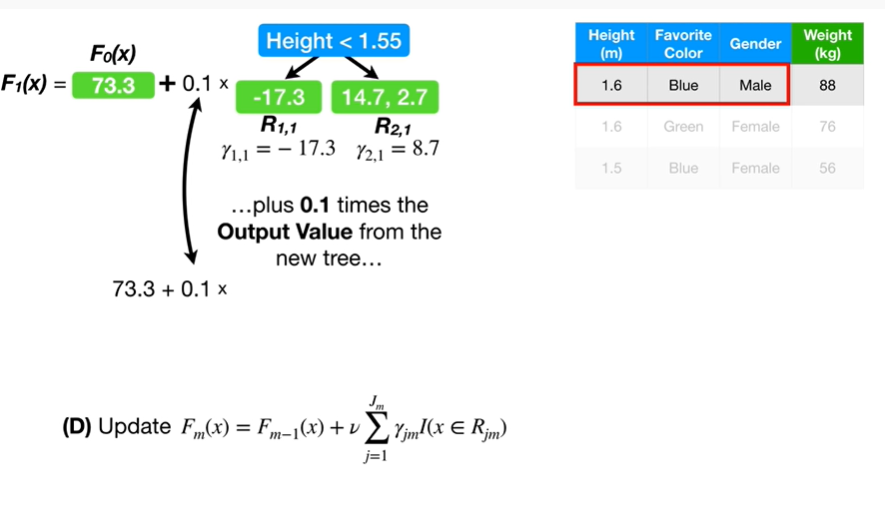 F₀(x)
F₁(x) = 73.3 + 0.1 x
Height < 1.55
-17.3
14.7, 2.7
R₁,₁
R₂,₁
γ₁,₁ = − 17.3
γ₂,₁ = 8.7
...plus 0.1 times the
Output Value from the
new tree...
73.3 + 0.1 x
Height (m) Favorite Color Gender Weight (kg)
1.6 Blue Male 88
1.6 Green Female 76
1.5 Blue Female 56
(D) Update Fₘ(x) = Fₘ₋₁(x) + ν ∑_{j=1}^{Jₘ} γⱼₘI(x ∈ Rⱼₘ)